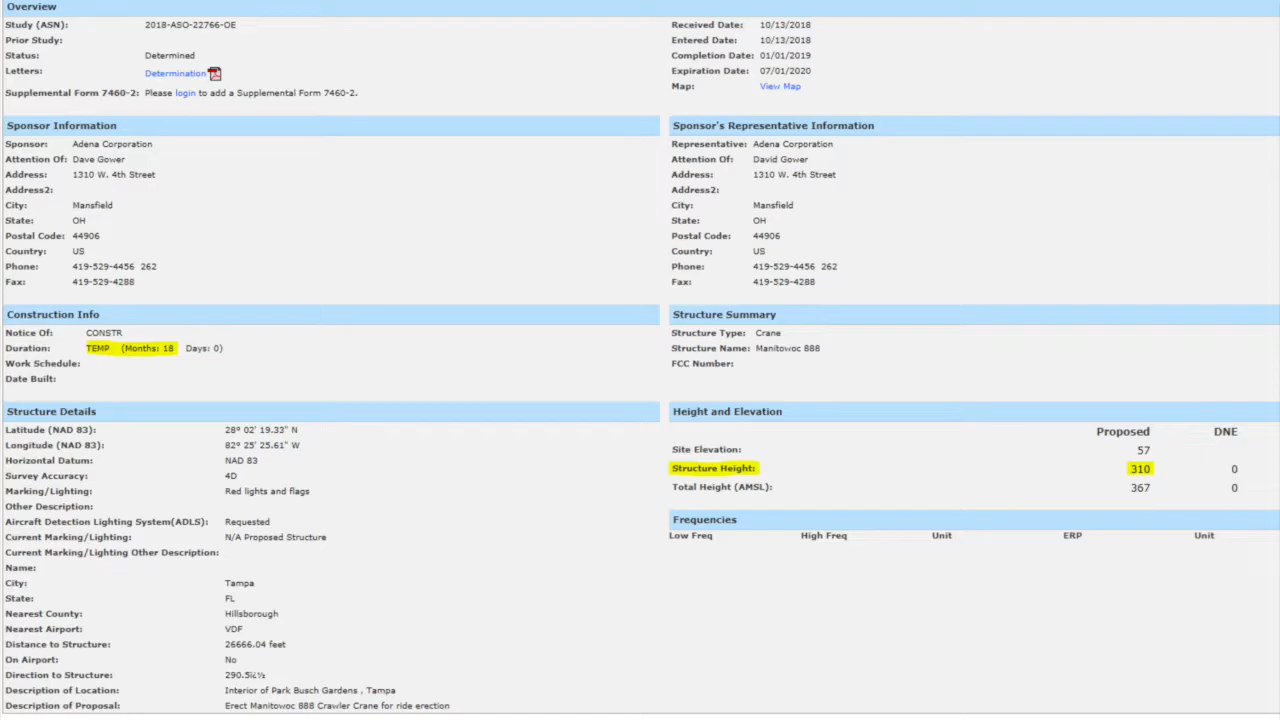 Overview
Study (ASN): 2018-ASO-22766-OE
Prior Study:
Status: Determined
Letters: Determination
Supplemental Form 7460-2: Please login to add a Supplemental Form 7460-2.
Received Date: 10/13/2018
Entered Date: 10/13/2018
Completion Date: 01/01/2019
Expiration Date: 07/01/2020
Map: View Map
Sponsor Information
Sponsor: Adena Corporation
Attention Of: Dave Gower
Address: 1310 W. 4th Street
Address2:
City: Mansfield
State: OH
Postal Code: 44906
Country: US
Phone: 419-529-4456 262
Fax: 419-529-4288
Sponsor's Representative Information
Representative: Adena Corporation
Attention Of: David Gower
Address: 1310 W. 4th Street
Address2:
City: Mansfield
State: OH
Postal Code: 44906
Country: US
Phone: 419-529-4456 262
Fax: 419-529-4288
Construction Info
Notice Of: CONSTR
Duration: TEMP (Months: 18 Days: 0)
Work Schedule:
Date Built:
Structure Summary
Structure Type: Crane
Structure Name: Manitowoc 888
FCC Number:
Structure Details
Latitude (NAD 83): 28° 02' 19.33" N
Longitude (NAD 83): 82° 25' 25.61" W
Horizontal Datum: NAD 83
Survey Accuracy: 4D
Marking/Lighting: Red lights and flags
Other Description:
Aircraft Detection Lighting System(ADLS): Requested
Current Marking/Lighting: N/A Proposed Structure
Current Marking/Lighting Other Description:
Name:
City: Tampa
State: FL
Nearest County: Hillsborough
Nearest Airport: VDF
Distance to Structure: 26666.04 feet
On Airport: No
Direction to Structure: 290.5ï¿½
Description of Location: Interior of Park Busch Gardens , Tampa
Description of Proposal: Erect Manitowoc 888 Crawler Crane for ride erection
Height and Elevation
Proposed DNE
Site Elevation: 57
Structure Height: 310 0
Total Height (AMSL): 367 0
Frequencies
Low Freq High Freq Unit ERP Unit